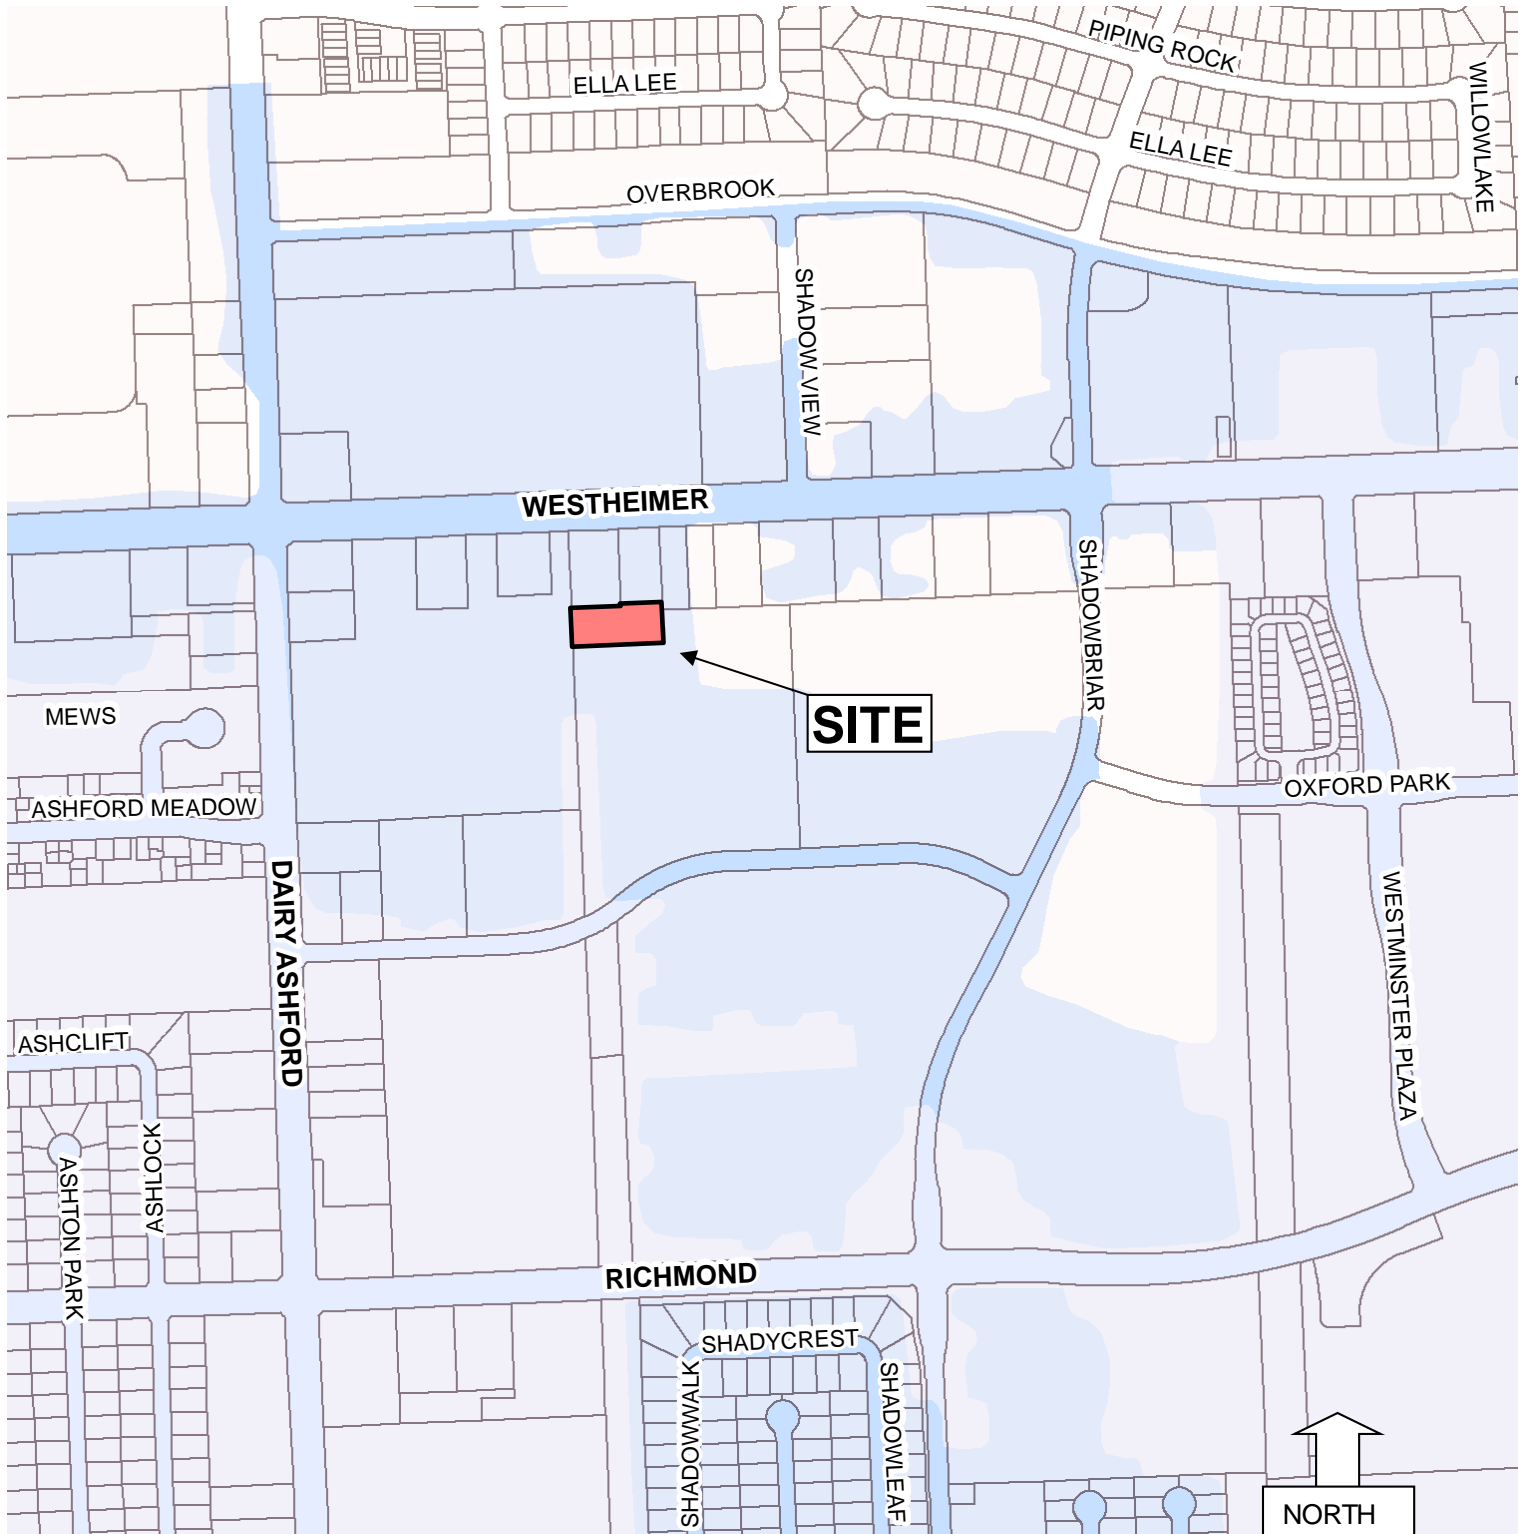 PIPING ROCK
ELLA LEE
WILLOWLAKE
ELLA LEE
OVERBROOK
SHADOW VIEW
WESTHEIMER
SHADOWBRIAR
MEWS
SITE
OXFORD PARK
ASHFORD MEADOW
DAIRY ASHFORD
WESTMINSTER PLAZA
ASHCLIFT
ASHLOCK
ASHTON PARK
RICHMOND
SHADYCREST
SHADOWWALK
SHADOWLEAF
NORTH